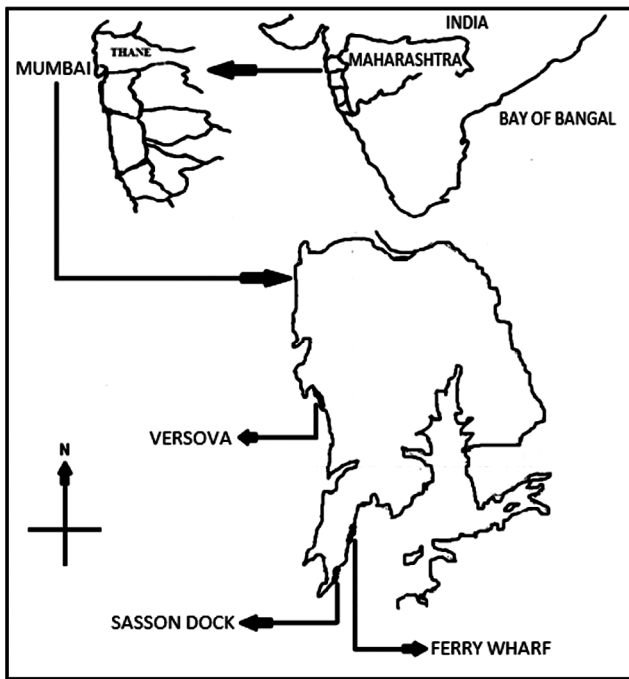 INDIA
THANE
MUMBAI
MAHARASHTRA
BAY OF BANGAL
VERSOVA
N
SASSON DOCK
FERRY WHARF